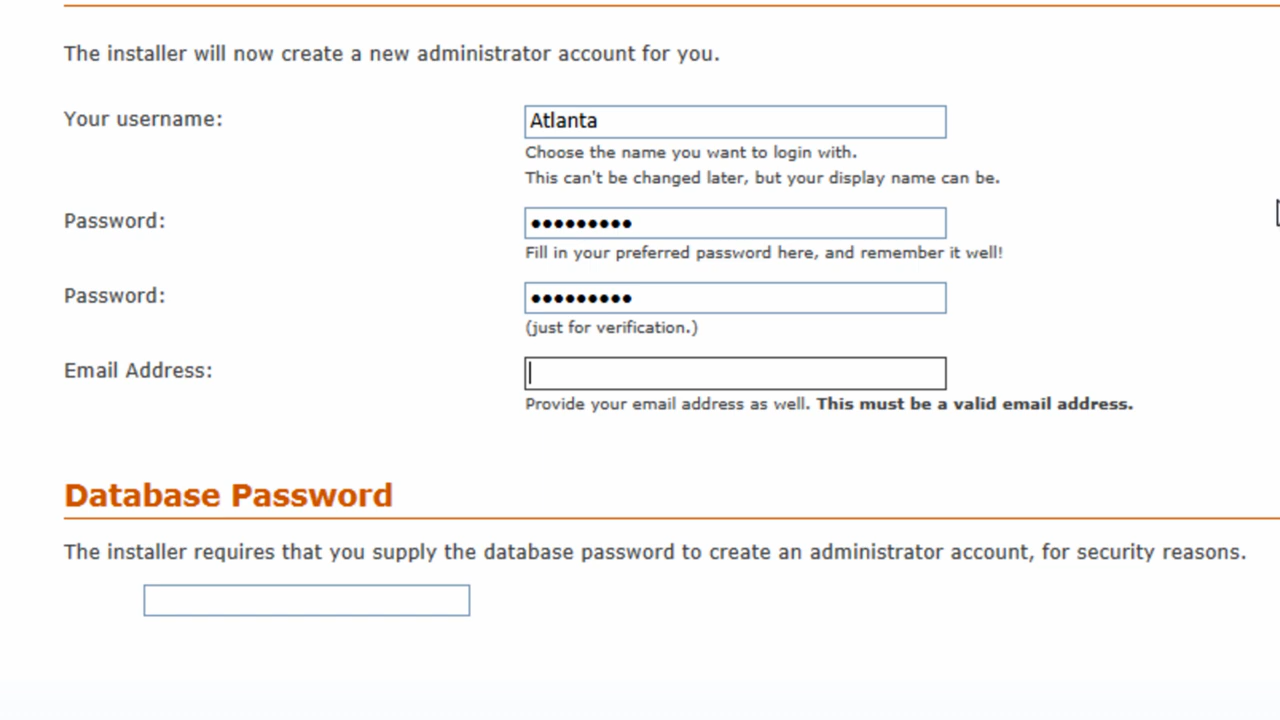 The installer will now create a new administrator account for you.
Your username:
Atlanta
Choose the name you want to login with.
This can't be changed later, but your display name can be.
Password:
●●●●●●●●●
Fill in your preferred password here, and remember it well!
Password:
●●●●●●●●●
(just for verification.)
Email Address:
Provide your email address as well. This must be a valid email address.
Database Password
The installer requires that you supply the database password to create an administrator account, for security reasons.